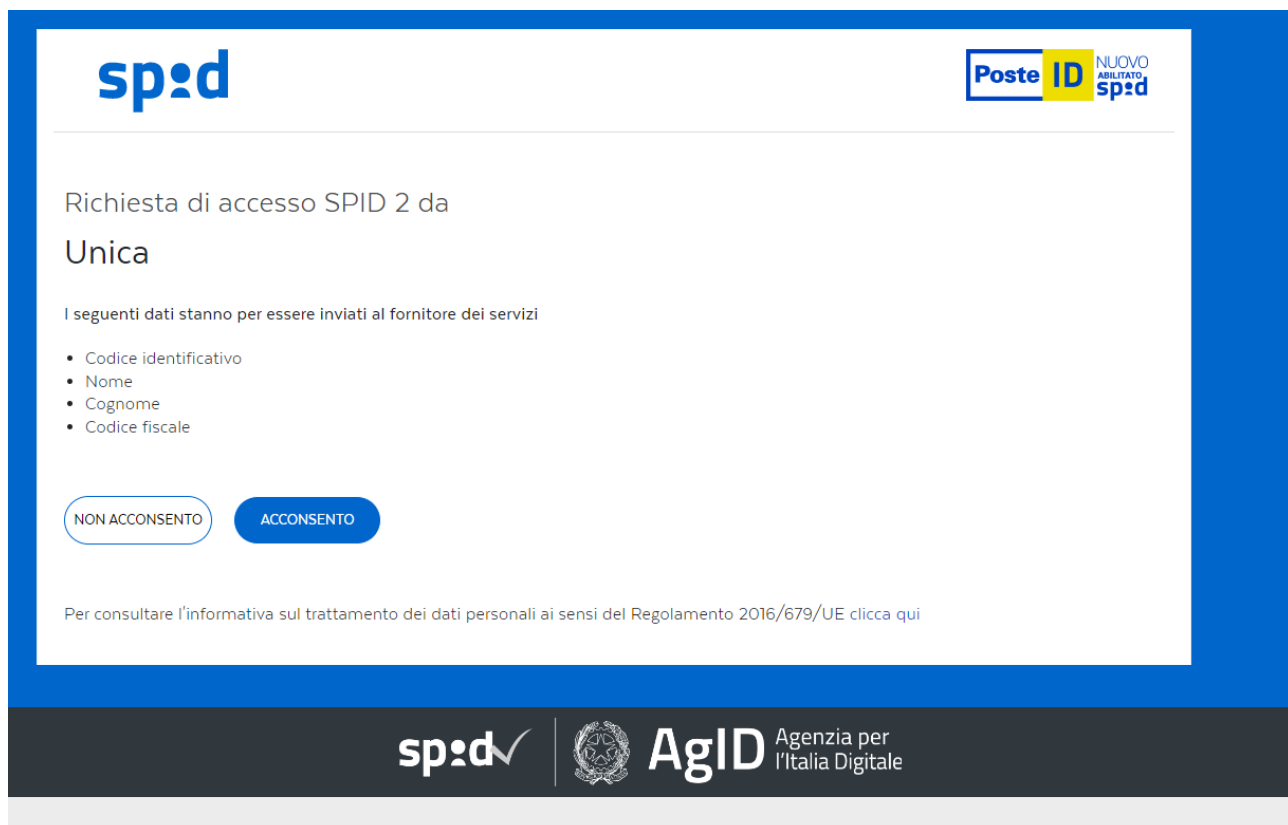 spid
Poste ID NUOVO
ABILITATO
spid
Richiesta di accesso SPID 2 da
Unica
I seguenti dati stanno per essere inviati al fornitore dei servizi
• Codice identificativo
• Nome
• Cognome
• Codice fiscale
NON ACCONSENTO ACCONSENTO
Per consultare l'informativa sul trattamento dei dati personali ai sensi del Regolamento 2016/679/UE clicca qui
spid AgID Agenzia per
l'Italia Digitale